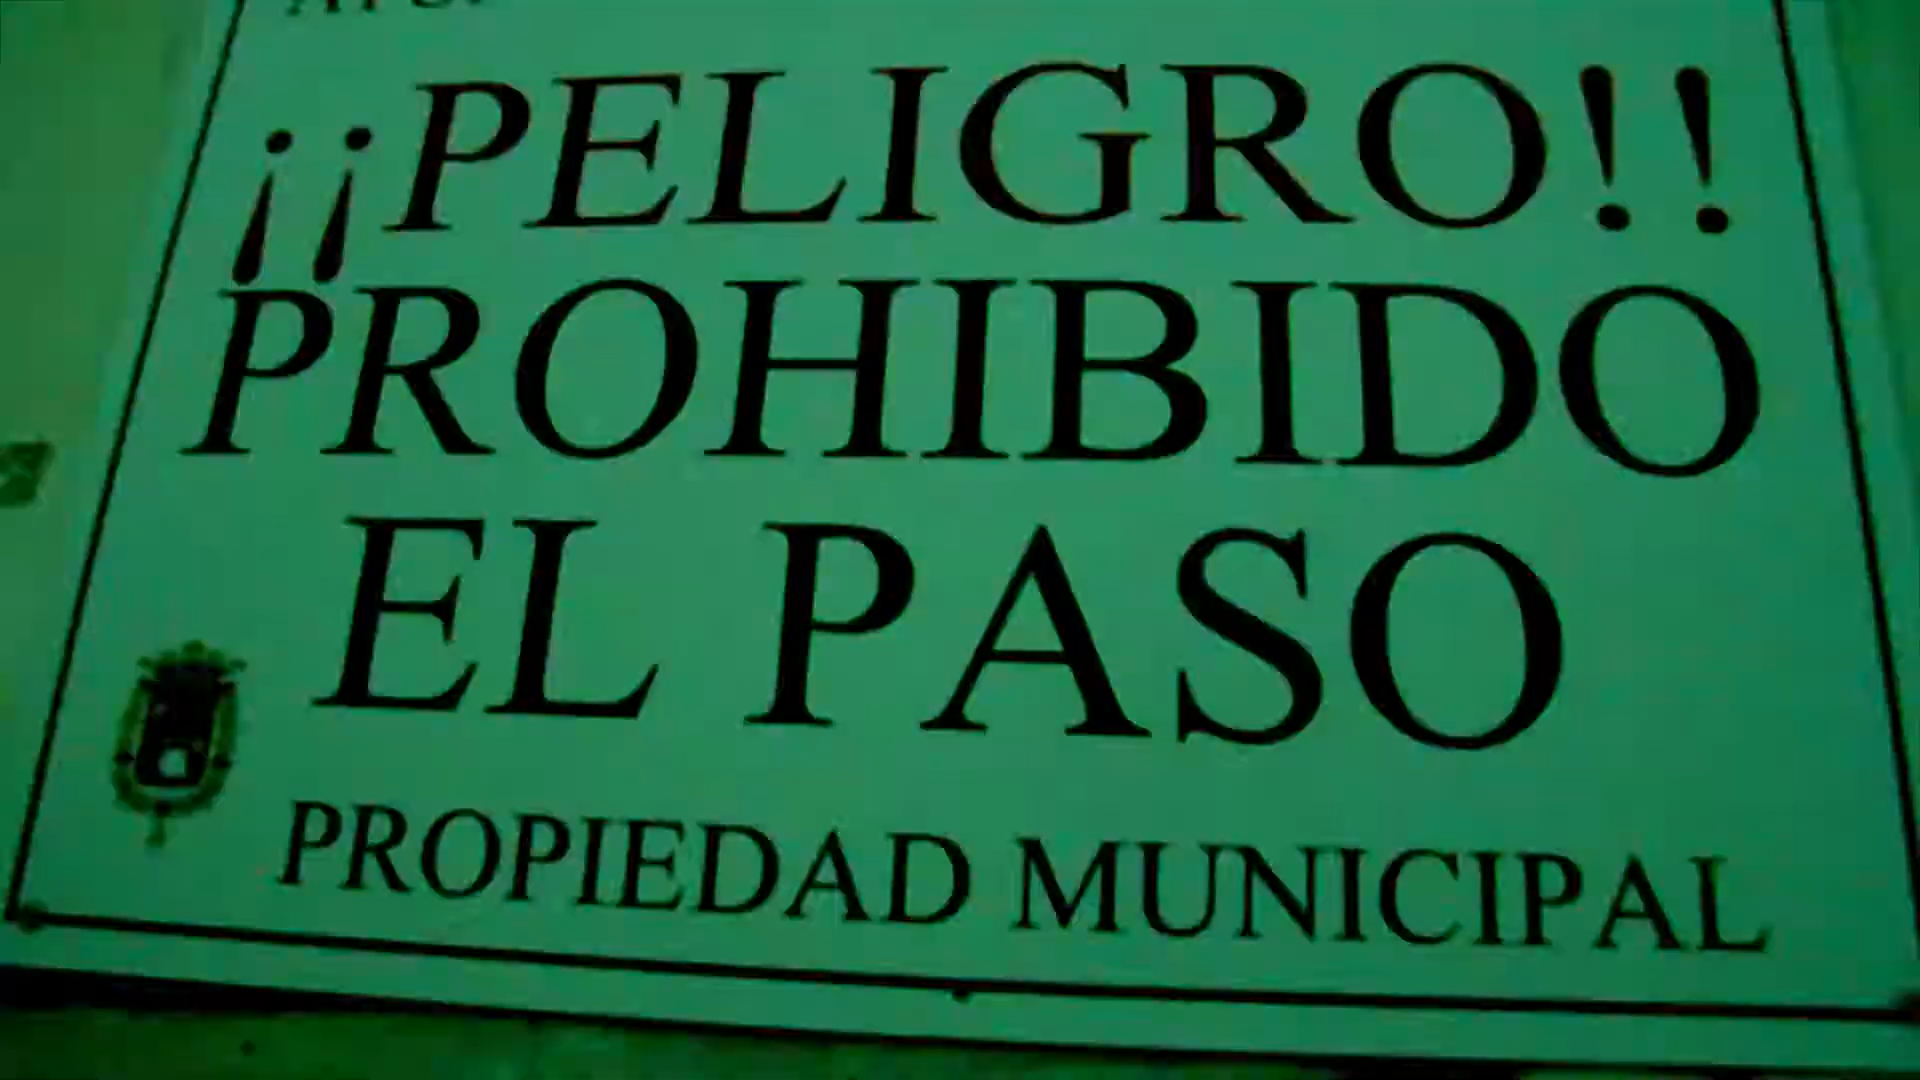 ¡¡PELIGRO!!
PROHIBIDO
EL PASO
PROPIEDAD MUNICIPAL